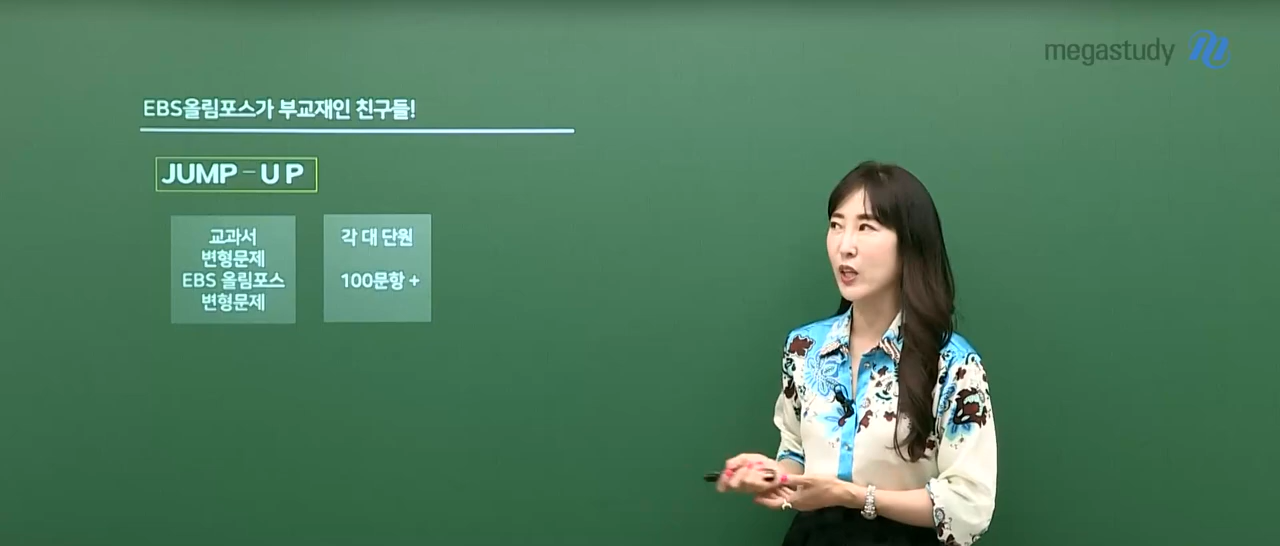 megastudy
EBS올림포스가 부교재인 친구들!
JUMP-UP
교과서
변형문제
EBS 올림포스
변형문제
각 대 단원
100문항 +